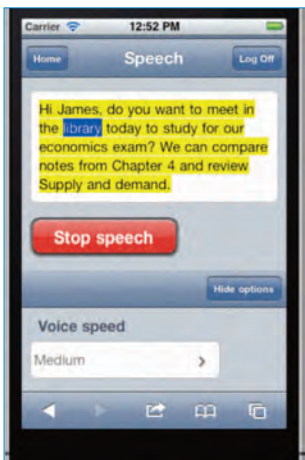 Carrier 12:52 PM
Home Speech Log Off
Hi James, do you want to meet in
the library today to study for our
economics exam? We can compare
notes from Chapter 4 and review
Supply and demand.
Stop speech
Hide options
Voice speed
Medium